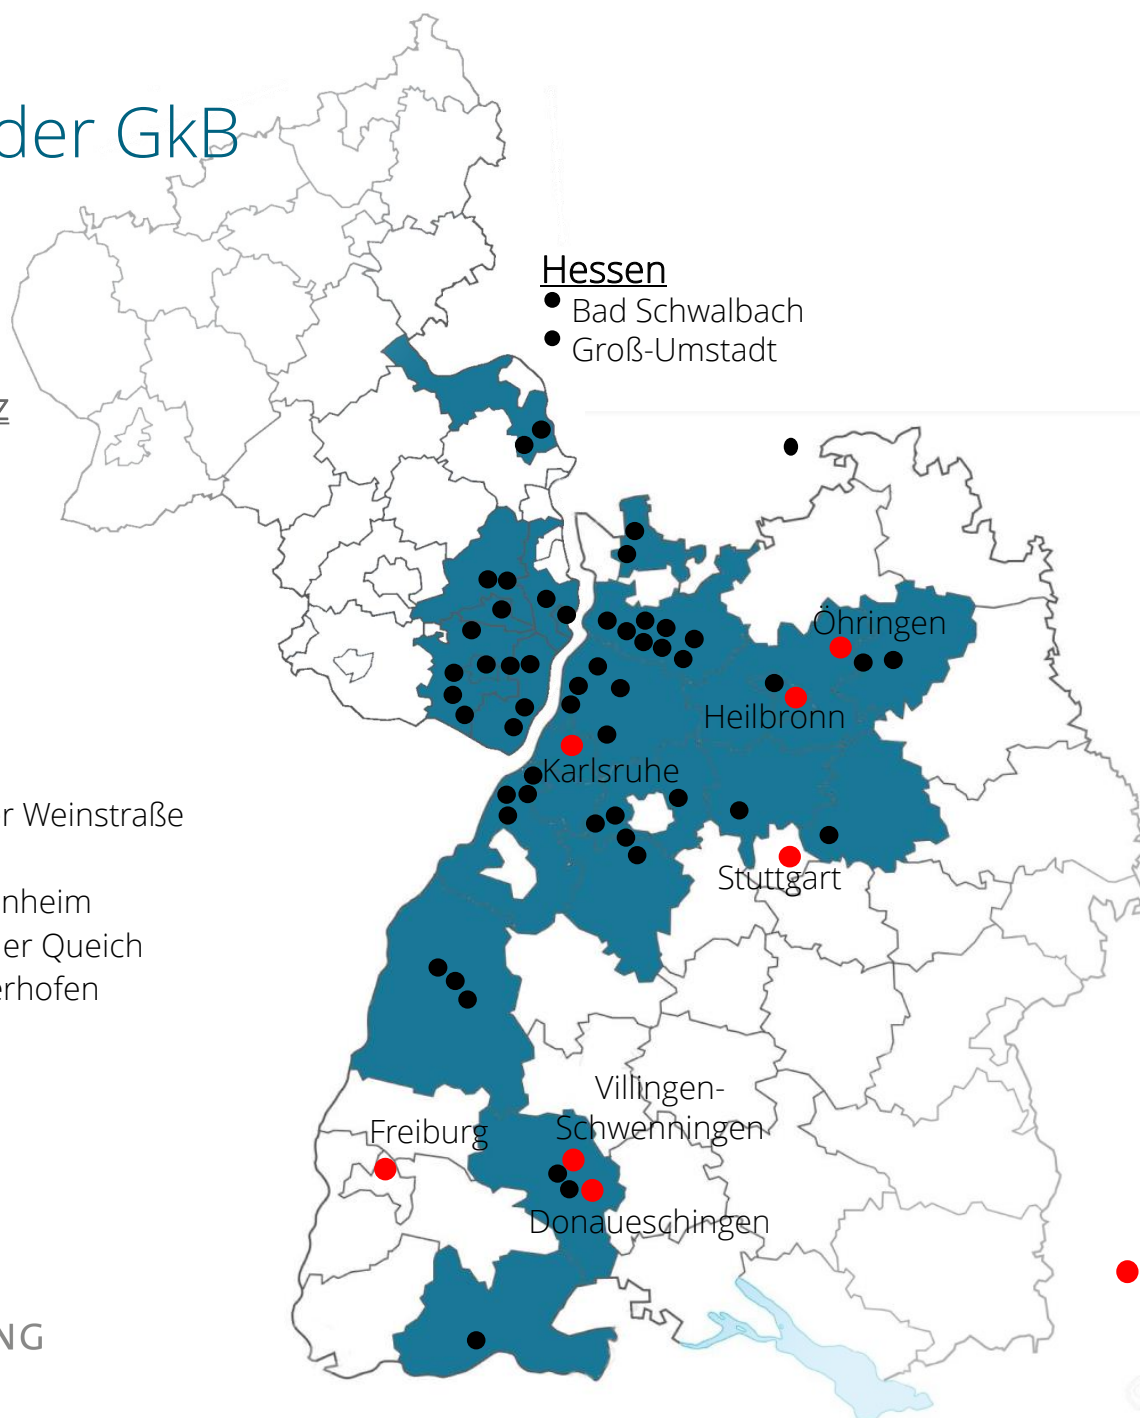 der GkB
Hessen
Bad Schwalbach
Groß-Umstadt
z
Öhringen
Heilbronn
Karlsruhe
r Weinstraße
Stuttgart
nheim
er Queich
erhofen
Villingen-
Schwenningen
Freiburg
Donaueschingen
NG